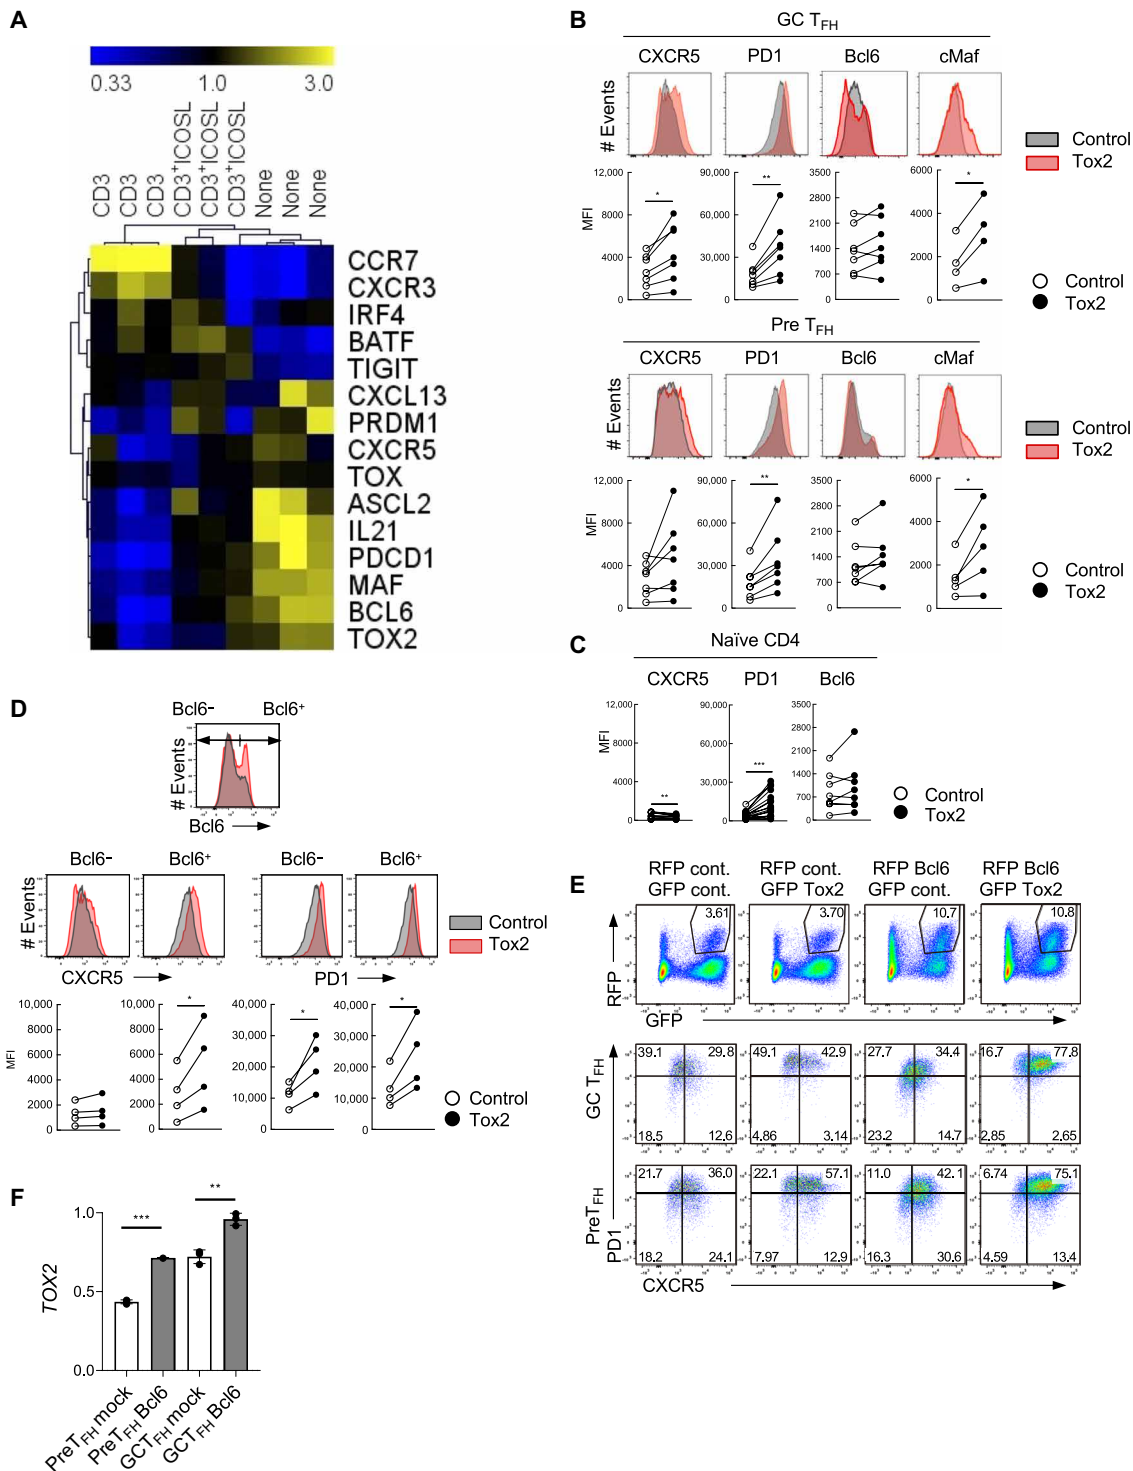 A
0.33 1.0 3.0
CD3
CD3
CD3
CD3+ICOSL
CD3+ICOSL
CD3+ICOSL
None
None
None
CCR7
CXCR3
IRF4
BATF
TIGIT
CXCL13
PRDM1
CXCR5
TOX
ASCL2
IL21
PDCD1
MAF
BCL6
TOX2
B
GC TFH
CXCR5 PD1 Bcl6 cMaf
# Events
Control
Tox2
MFI
12,000 90,000 3500 6000
8000 60,000 2800 4000
4000 30,000 2100 2000
0 0 1400 0
700
0
* ** *
Control
Tox2
Pre TFH
CXCR5 PD1 Bcl6 cMaf
# Events
Control
Tox2
MFI
12,000 90,000 3500 6000
8000 60,000 2800 4000
4000 30,000 2100 2000
0 0 1400 0
700
0
** *
Control
Tox2
C
Naïve CD4
CXCR5 PD1 Bcl6
MFI
12,000 90,000 3500
8000 60,000 2800
4000 30,000 2100
0 0 1400
700
0
** ***
Control
Tox2
D
Bcl6- Bcl6+
# Events
Bcl6
Bcl6- Bcl6+ Bcl6- Bcl6+
# Events
CXCR5 PD1
Control
Tox2
MFI
10,000 10,000 40,000 40,000
8000 8000 30,000 30,000
6000 6000 20,000 20,000
4000 4000 10,000 10,000
2000 2000 0 0
0 0
* * *
Control
Tox2
E
RFP cont. RFP cont. RFP Bcl6 RFP Bcl6
GFP cont. GFP Tox2 GFP cont. GFP Tox2
3.61 3.70 10.7 10.8
RFP
GFP
GC TFH
39.1 29.8 49.1 42.9 27.7 34.4 16.7 77.8
18.5 12.6 4.86 3.14 23.2 14.7 2.85 2.65
PreTFH
PD1
21.7 36.0 22.1 57.1 11.0 42.1 6.74 75.1
18.2 24.1 7.97 12.9 16.3 30.6 4.59 13.4
CXCR5
F
TOX2
1.0
0.5
0.0
*** **
PreTFH mock
PreTFH Bcl6
GCTFH mock
GCTFH Bcl6